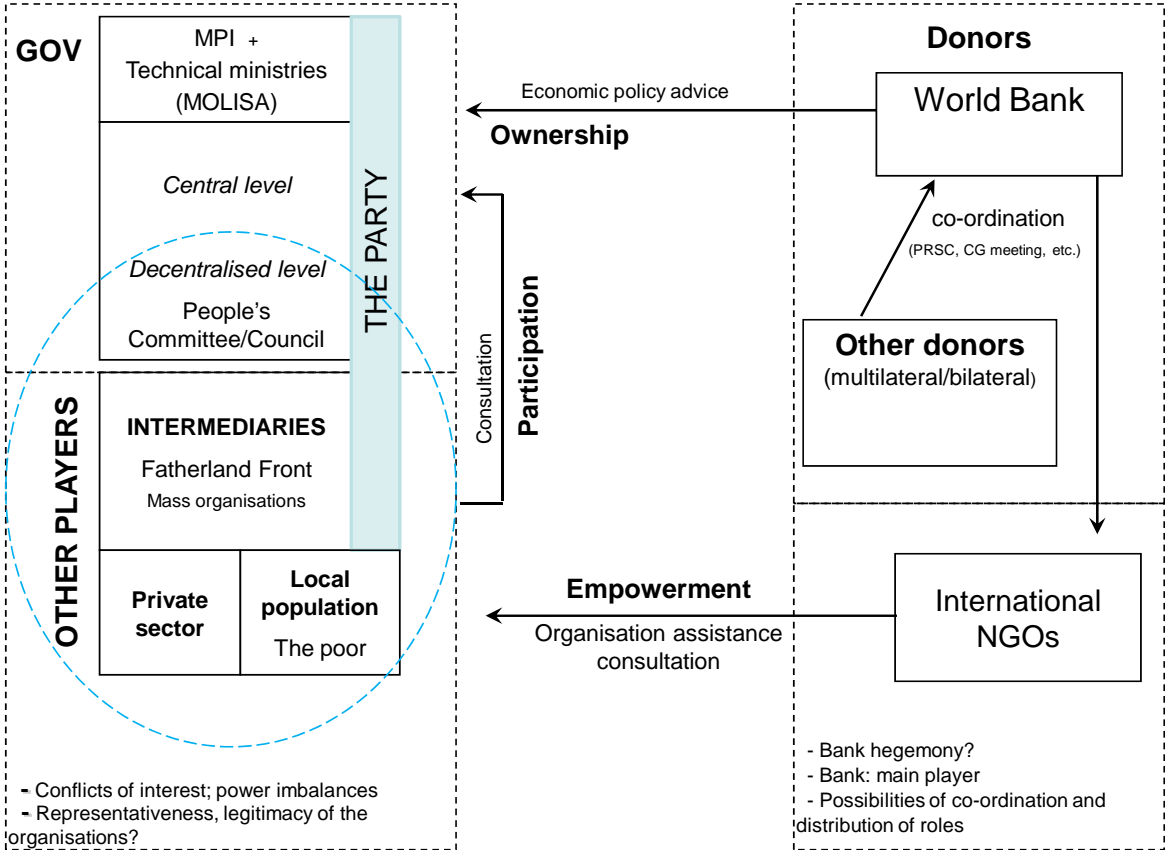 GOV
MPI +
Technical ministries
(MOLISA)
Central level
Decentralised level
People's
Committee/Council
THE PARTY
OTHER PLAYERS
INTERMEDIARIES
Fatherland Front
Mass organisations
Private
sector
Local
population
The poor
- Conflicts of interest; power imbalances
- Representativeness, legitimacy of the
organisations?
Economic policy advice
Ownership
Consultation
Participation
Empowerment
Organisation assistance
consultation
Donors
World Bank
co-ordination
(PRSC, CG meeting, etc.)
Other donors
(multilateral/bilateral)
International
NGOs
- Bank hegemony?
- Bank: main player
- Possibilities of co-ordination and
distribution of roles